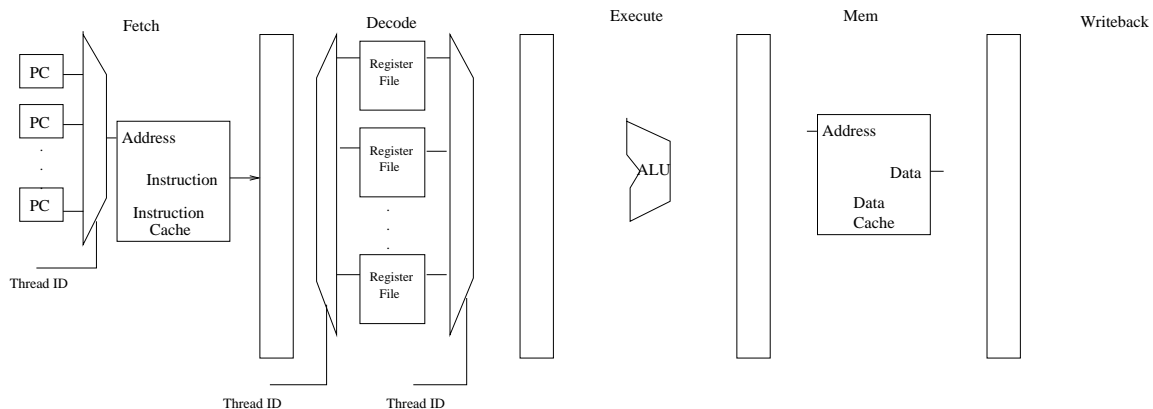 Fetch
Decode
Execute
Mem
Writeback
PC
PC
PC
Thread ID
Address
Instruction
Instruction
Cache
Register
File
Register
File
Register
File
Thread ID
Thread ID
ALU
Address
Data
Data
Cache